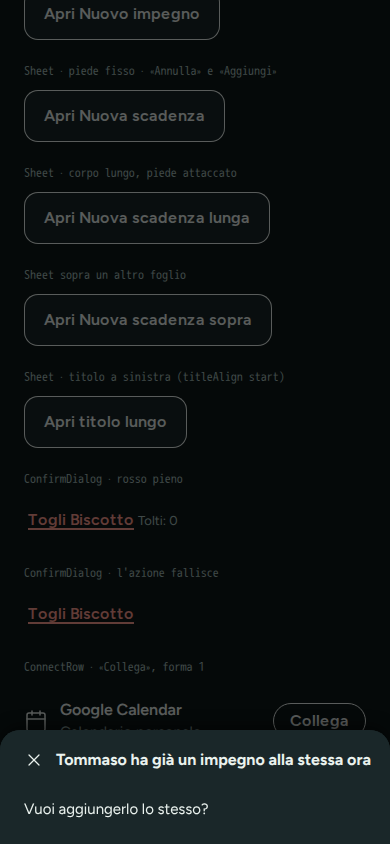 Apri Nuovo impegno
Sheet · piede fisso · «Annulla» e «Aggiungi»
Apri Nuova scadenza
Sheet · corpo lungo, piede attaccato
Apri Nuova scadenza lunga
Sheet sopra un altro foglio
Apri Nuova scadenza sopra
Sheet · titolo a sinistra (titleAlign start)
Apri titolo lungo
ConfirmDialog · rosso pieno
Togli Biscotto Tolti: 0
ConfirmDialog · l'azione fallisce
Togli Biscotto
ConnectRow · «Collega», forma 1
Google Calendar
Collega
Tommaso ha già un impegno alla stessa ora
Vuoi aggiungerlo lo stesso?